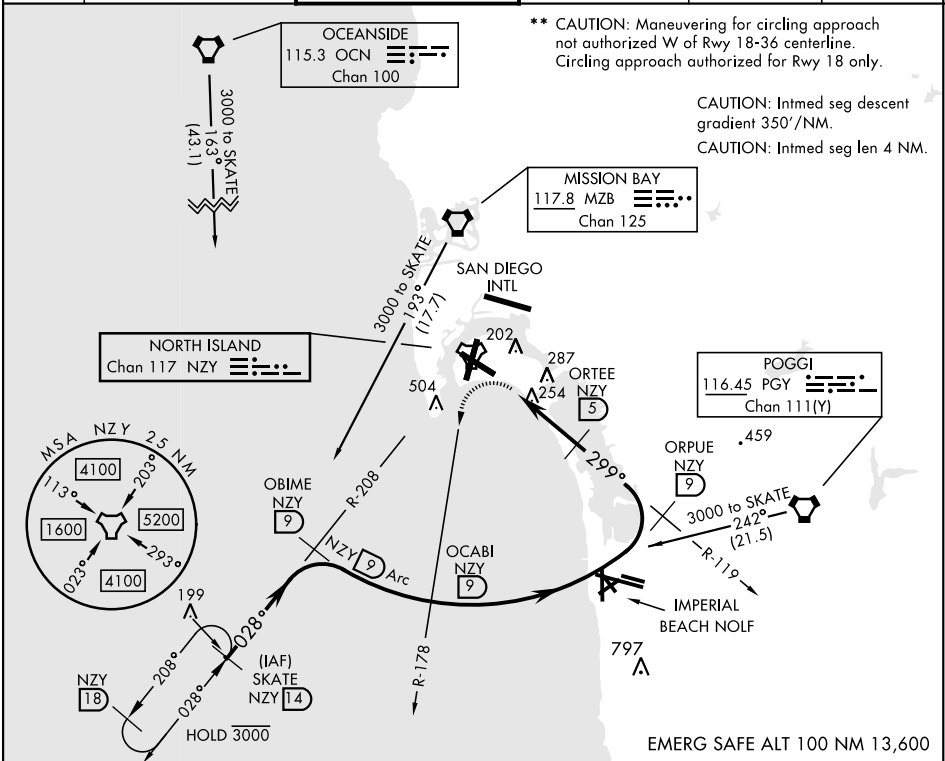 OCEANSIDE
115.3 OCN
Chan 100
** CAUTION: Maneuvering for circling approach
not authorized W of Rwy 18-36 centerline.
Circling approach authorized for Rwy 18 only.
CAUTION: Intmed seg descent
gradient 350'/NM.
CAUTION: Intmed seg len 4 NM.
3000 to SKATE
163°
(43.1)
MISSION BAY
117.8 MZB
Chan 125
3000 to SKATE
193°
(17.7)
SAN DIEGO
INTL
NORTH ISLAND
Chan 117 NZY
202
287
254
504
ORTEE
NZY
5
POGGI
116.45 PGY
Chan 111(Y)
459
ORPUE
NZY
9
299°
3000 to SKATE
242°
(21.5)
R-119
MSA NZY 25 NM
4100
203°
113°
1600
5200
023°
293°
4100
OBIME
NZY
9
R-208
NZY 9 Arc
OCABI
NZY
9
IMPERIAL
BEACH NOLF
199
028°
(IAF)
SKATE
NZY 14
208°
028°
NZY
18
HOLD 3000
R-178
797
EMERG SAFE ALT 100 NM 13,600